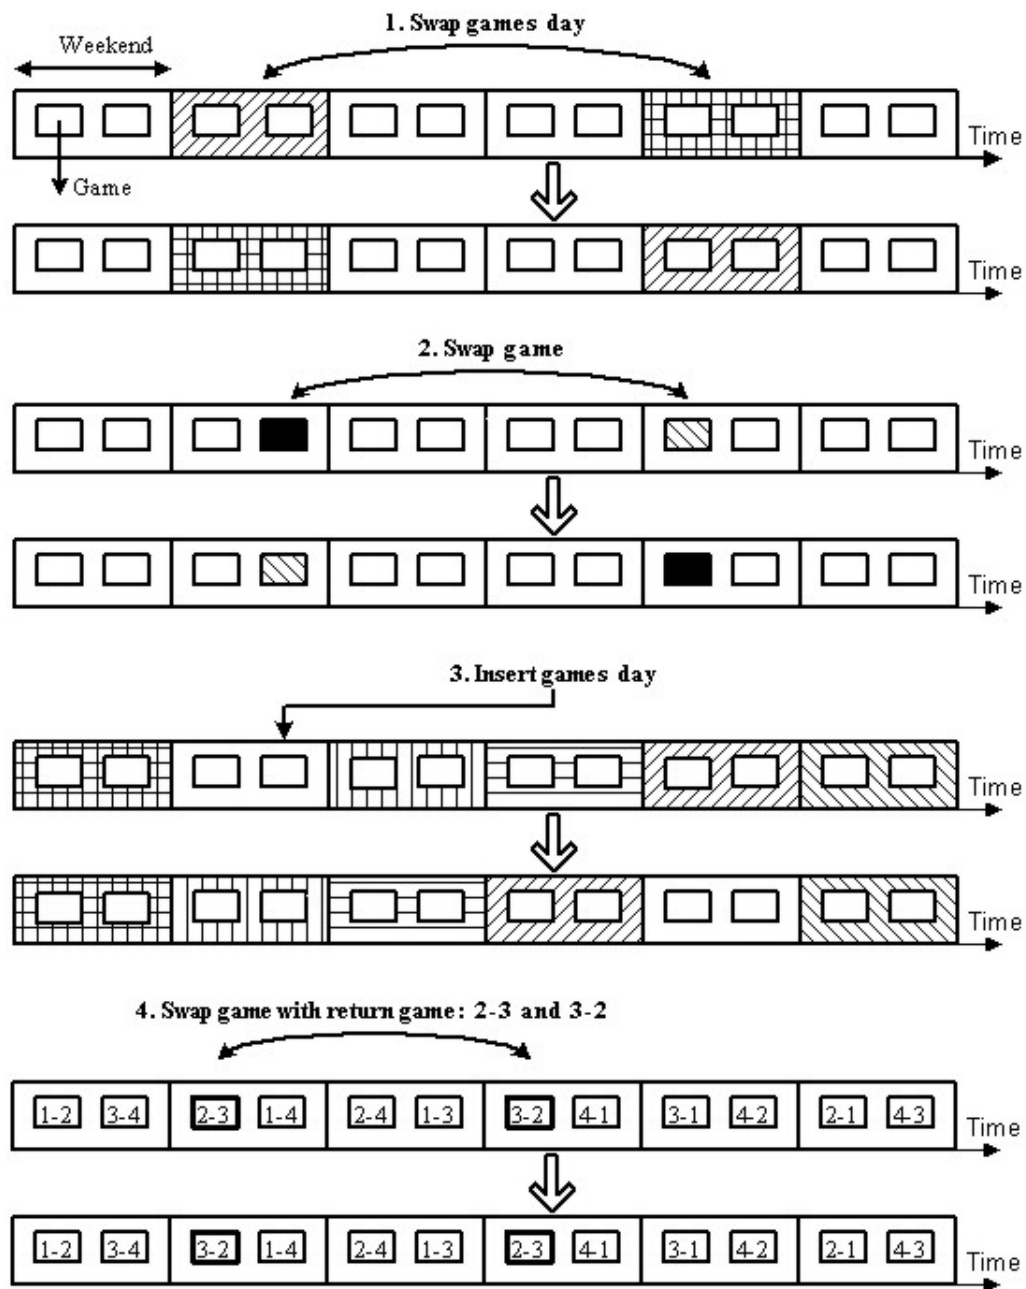 1. Swap games day
Weekend
Time
Game
Time
2. Swap game
Time
Time
3. Insert games day
Time
Time
4. Swap game with return game: 2-3 and 3-2
1-2 3-4 2-3 1-4 2-4 1-3 3-2 4-1 3-1 4-2 2-1 4-3 Time
1-2 3-4 3-2 1-4 2-4 1-3 2-3 4-1 3-1 4-2 2-1 4-3 Time